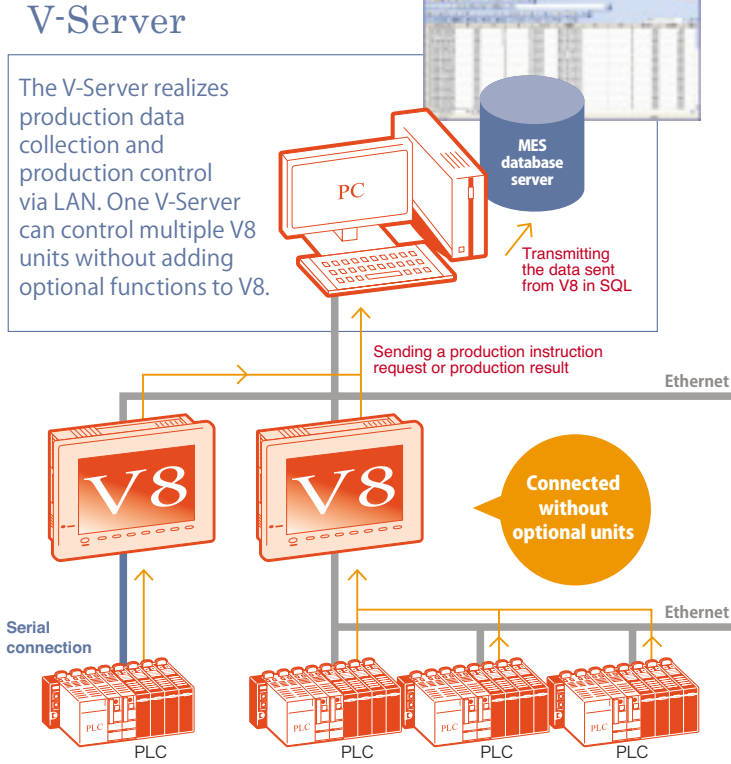 V-Server
The V-Server realizes
production data
collection and
production control
via LAN. One V-Server
can control multiple V8
units without adding
optional functions to V8.
PC
MES
database
server
Transmitting
the data sent
from V8 in SQL
Sending a production instruction
request or production result
Ethernet
V8
V8
Connected
without
optional units
Serial
connection
Ethernet
PLC
PLC
PLC
PLC
PLC
PLC
PLC
PLC